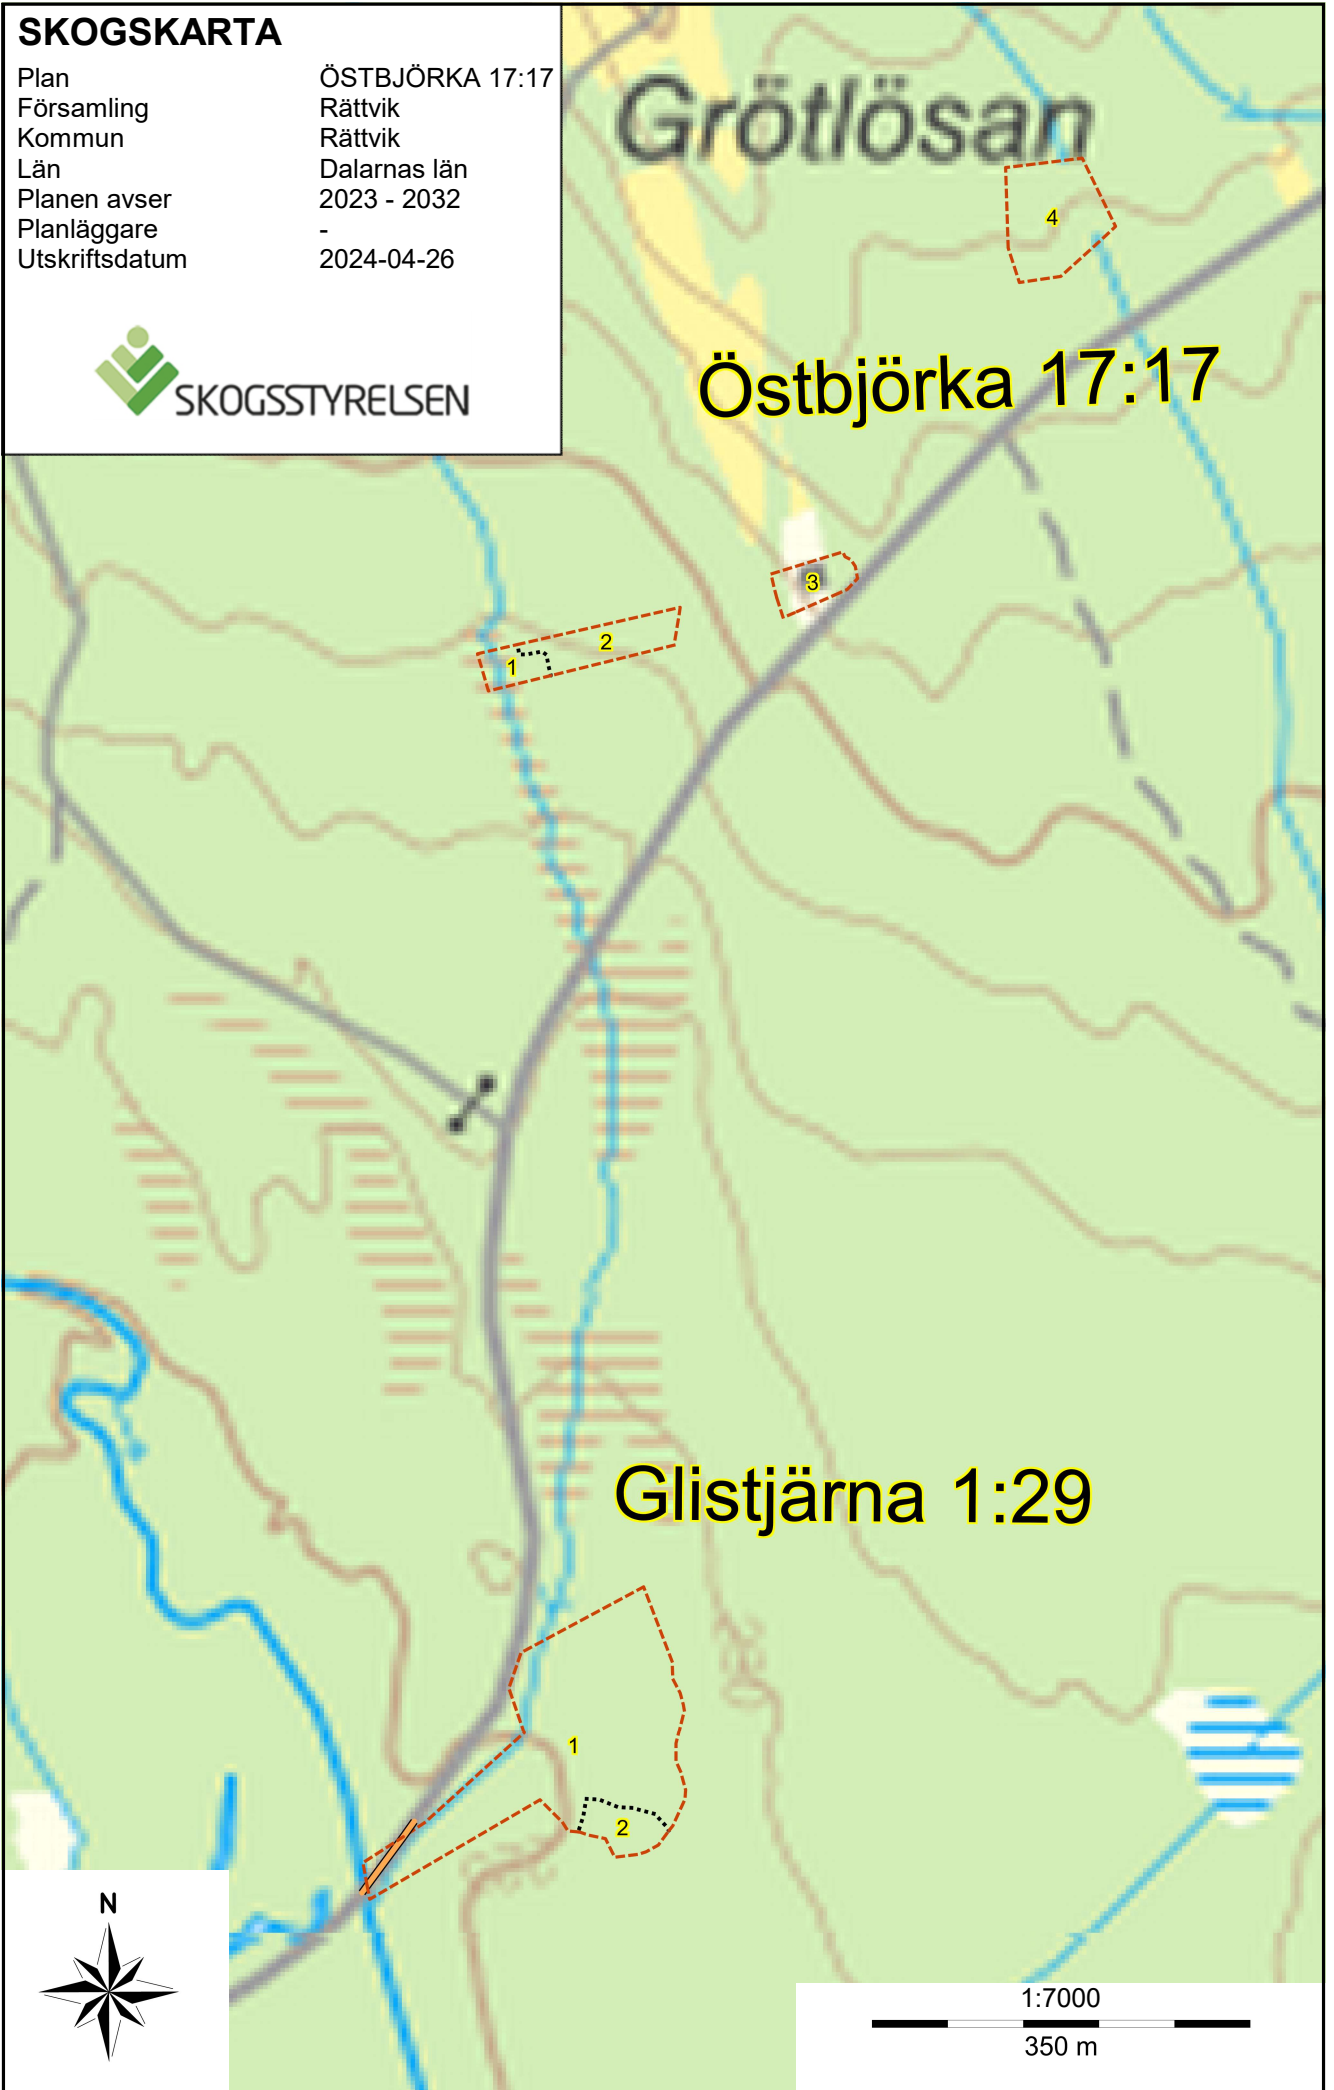 SKOGSKARTA
Plan ÖSTBJÖRKA 17:17
Församling Rättvik
Kommun Rättvik
Län Dalarnas län
Planen avser 2023 - 2032
Planläggare -
Utskriftsdatum 2024-04-26
SKOGSSTYRELSEN
Grötlösan
4
Östbjörka 17:17
3
2
1
Glistjärna 1:29
1
2
N
1:7000
350 m